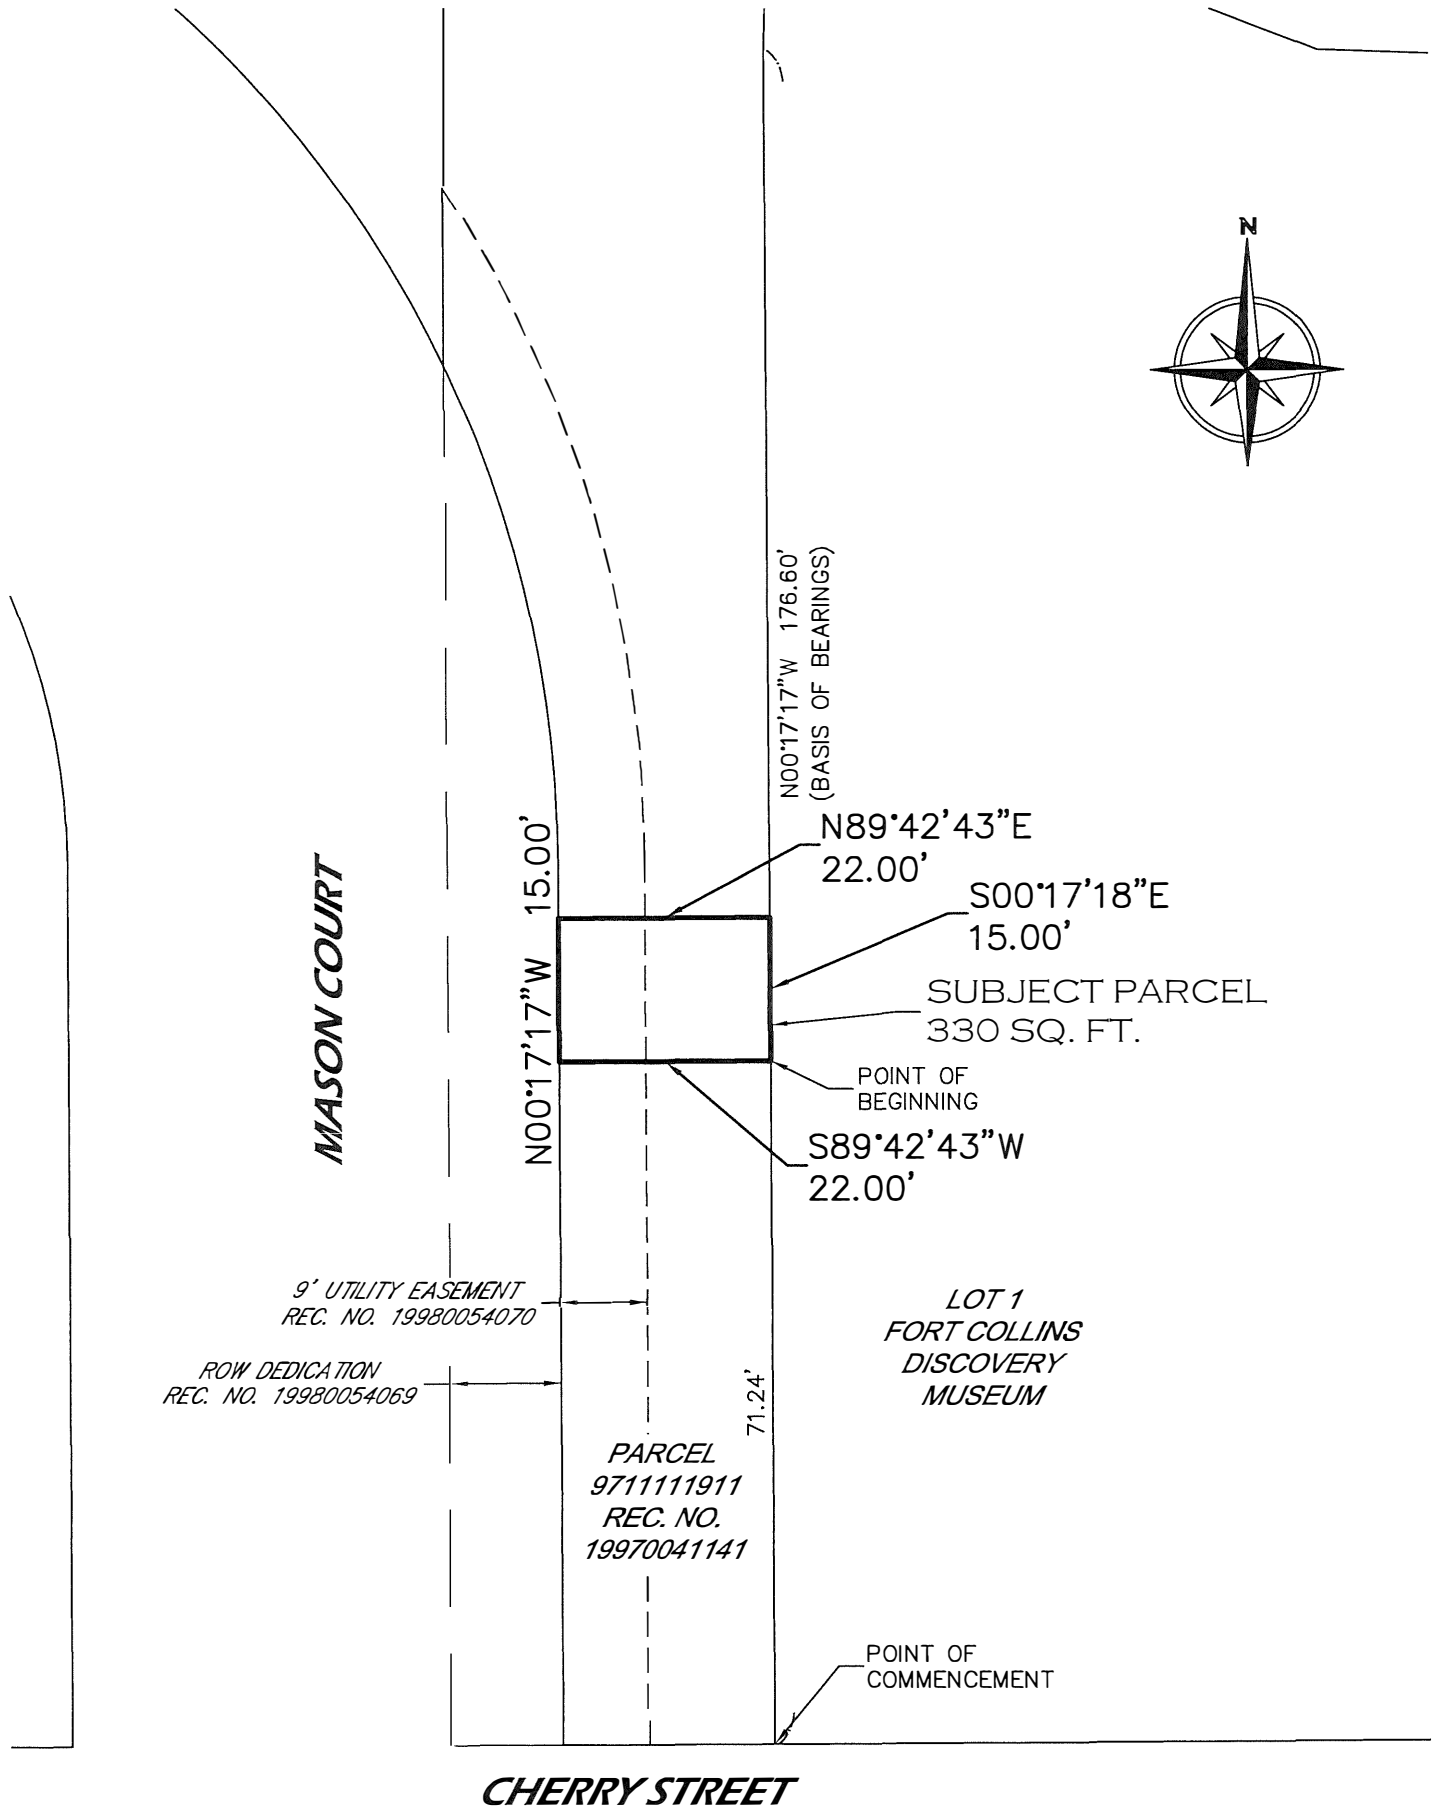 N
N00°17'17"W 176.60'
(BASIS OF BEARINGS)
N89°42'43"E
22.00'
N00°17'17"W 15.00'
S00°17'18"E
15.00'
MASON COURT
SUBJECT PARCEL
330 SQ. FT.
POINT OF
BEGINNING
S89°42'43"W
22.00'
9' UTILITY EASEMENT
REC. NO. 19980054070
LOT 1
FORT COLLINS
DISCOVERY
MUSEUM
ROW DEDICATION
REC. NO. 19980054069
71.24'
PARCEL
9711111911
REC. NO.
19970041141
POINT OF
COMMENCEMENT
CHERRY STREET